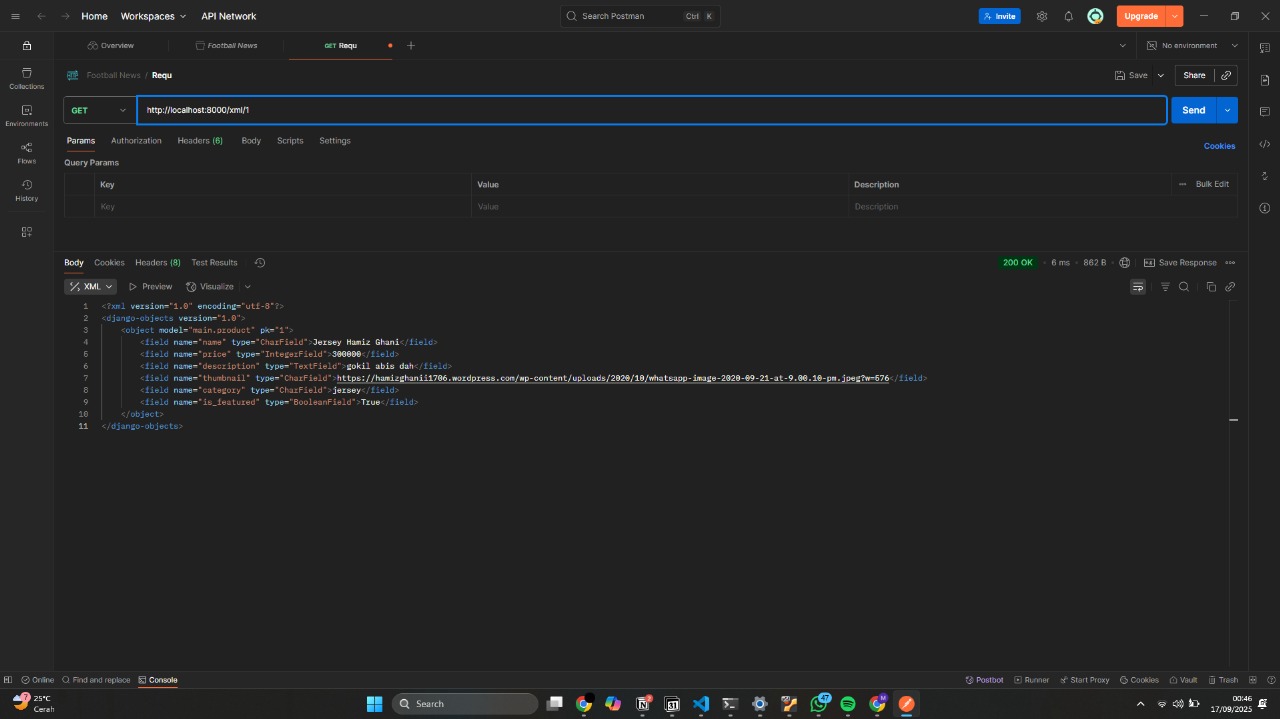 Home Workspaces API Network Search Postman Ctrl K Invite Upgrade
Overview Football News GET Requ No environment
Football News / Requ Save Share
GET http://localhost:8000/xml/1 Send
Params Authorization Headers (6) Body Scripts Settings Cookies
Query Params
Key Value Description Bulk Edit
Key Value Description
Collections
Environments
Flows
History
Body Cookies Headers (8) Test Results 200 OK • 6 ms • 862 B Save Response
XML Preview Visualize
1 <?xml version="1.0" encoding="utf-8"?>
2 <django-objects version="1.0">
3 <object model="main.product" pk="1">
4 <field name="name" type="CharField">Jersey Hamiz Ghani</field>
5 <field name="price" type="IntegerField">300000</field>
6 <field name="description" type="TextField">gokil abis dah</field>
7 <field name="thumbnail" type="CharField">https://hamizghanii1706.wordpress.com/wp-content/uploads/2020/10/whatsapp-image-2020-09-21-at-9.00.10-pm.jpeg?w=576</field>
8 <field name="category" type="CharField">jersey</field>
9 <field name="is_featured" type="BooleanField">True</field>
10 </object>
11 </django-objects>
Online Find and replace Console Postbot Runner Start Proxy Cookies Vault Trash
7 25°C Search 47 00:46
Cerah 17/09/2025